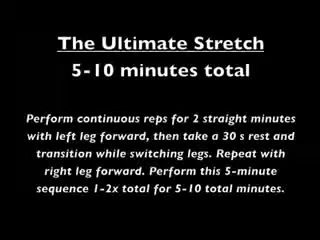 The Ultimate Stretch
5-10 minutes total
Perform continuous reps for 2 straight minutes
with left leg forward, then take a 30 s rest and
transition while switching legs. Repeat with
right leg forward. Perform this 5-minute
sequence 1-2x total for 5-10 total minutes.